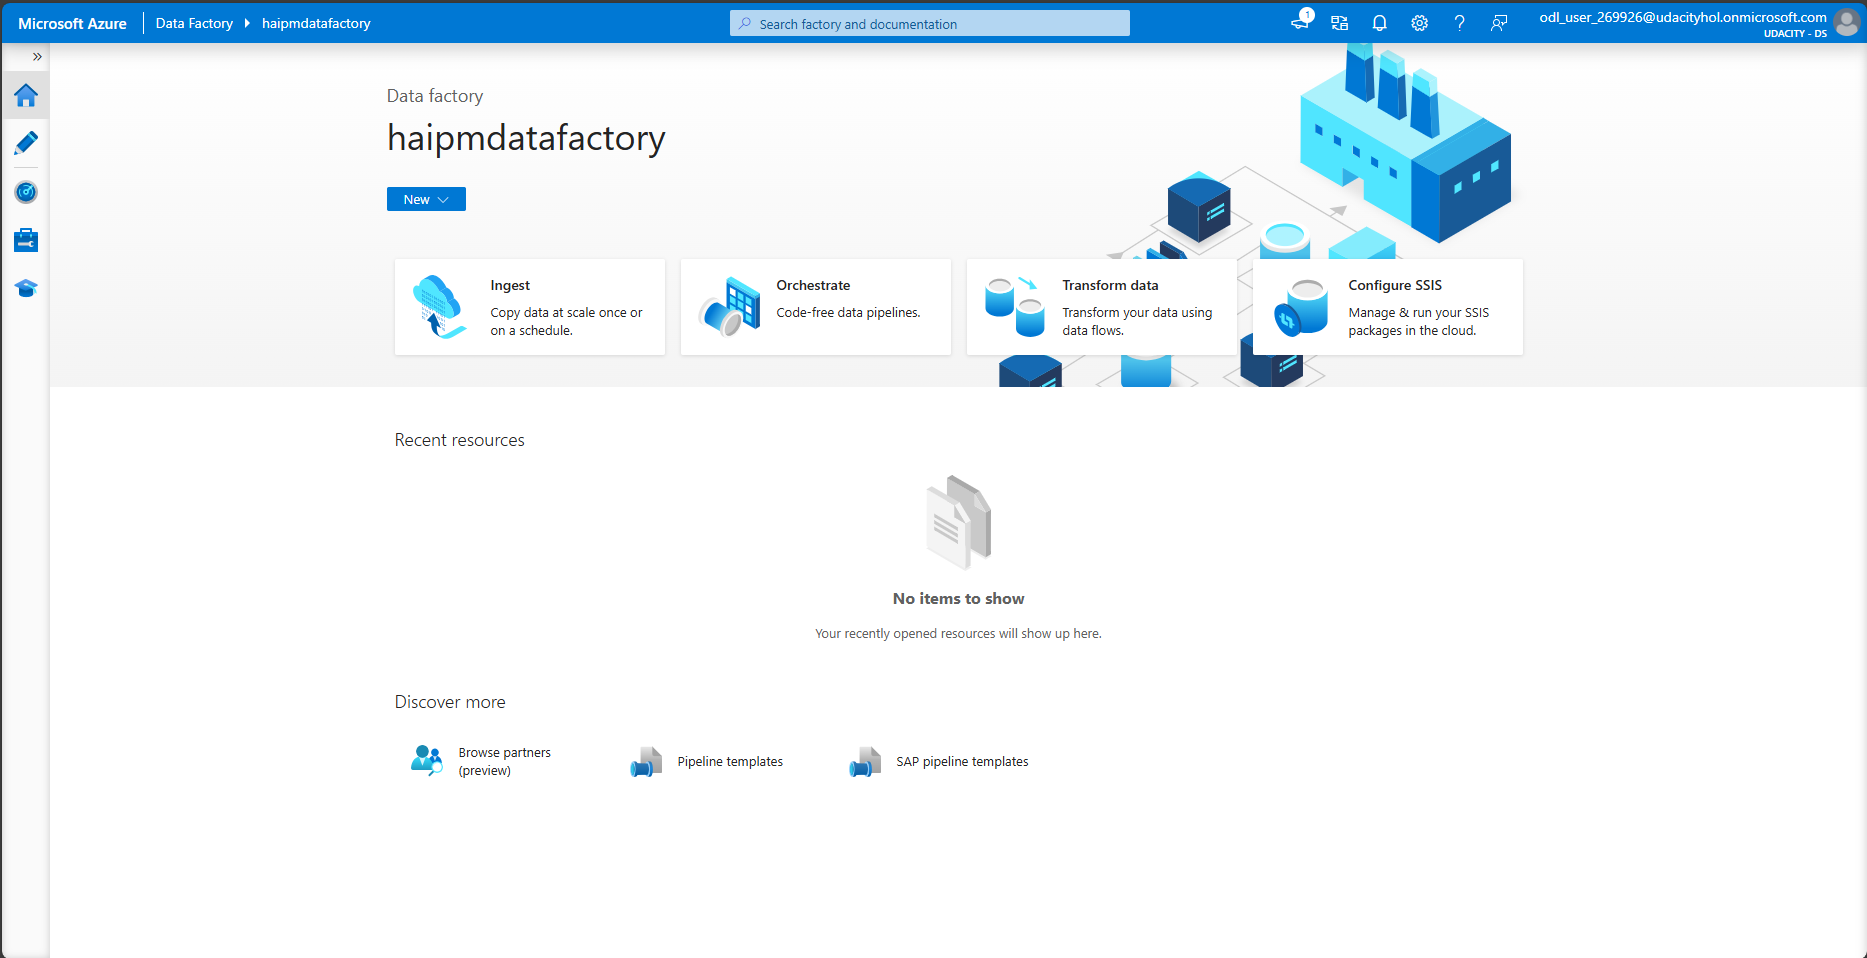 Microsoft Azure
Data Factory
haipmdatafactory
Search factory and documentation
1
odl_user_269926@udacityhol.onmicrosoft.com
UDACITY - DS
Data factory
haipmdatafactory
New
Ingest
Copy data at scale once or
on a schedule.
Orchestrate
Code-free data pipelines.
Transform data
Transform your data using
data flows.
Configure SSIS
Manage & run your SSIS
packages in the cloud.
Recent resources
No items to show
Your recently opened resources will show up here.
Discover more
Browse partners
(preview)
Pipeline templates
SAP pipeline templates